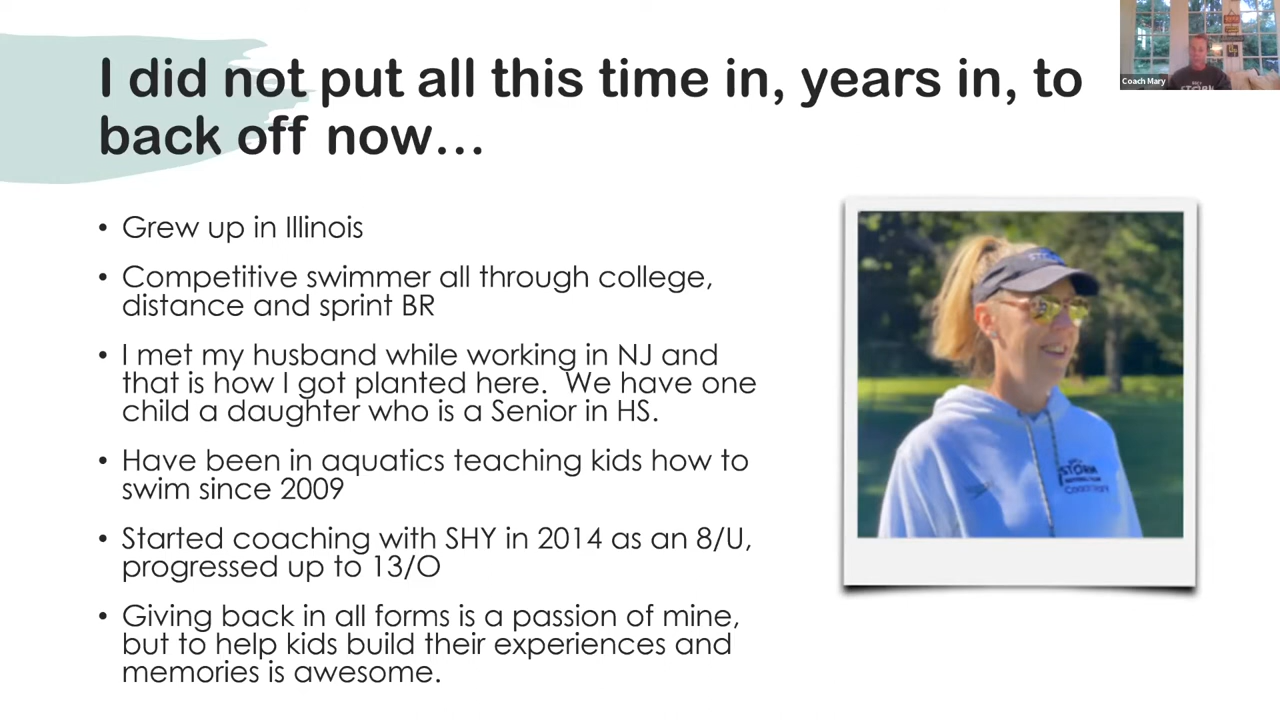 I did not put all this time in, years in, to
back off now...
Coach Mary
• Grew up in Illinois
• Competitive swimmer all through college,
distance and sprint BR
• I met my husband while working in NJ and
that is how I got planted here.  We have one
child a daughter who is a Senior in HS.
• Have been in aquatics teaching kids how to
swim since 2009
• Started coaching with SHY in 2014 as an 8/U,
progressed up to 13/O
• Giving back in all forms is a passion of mine,
but to help kids build their experiences and
memories is awesome.
STORM